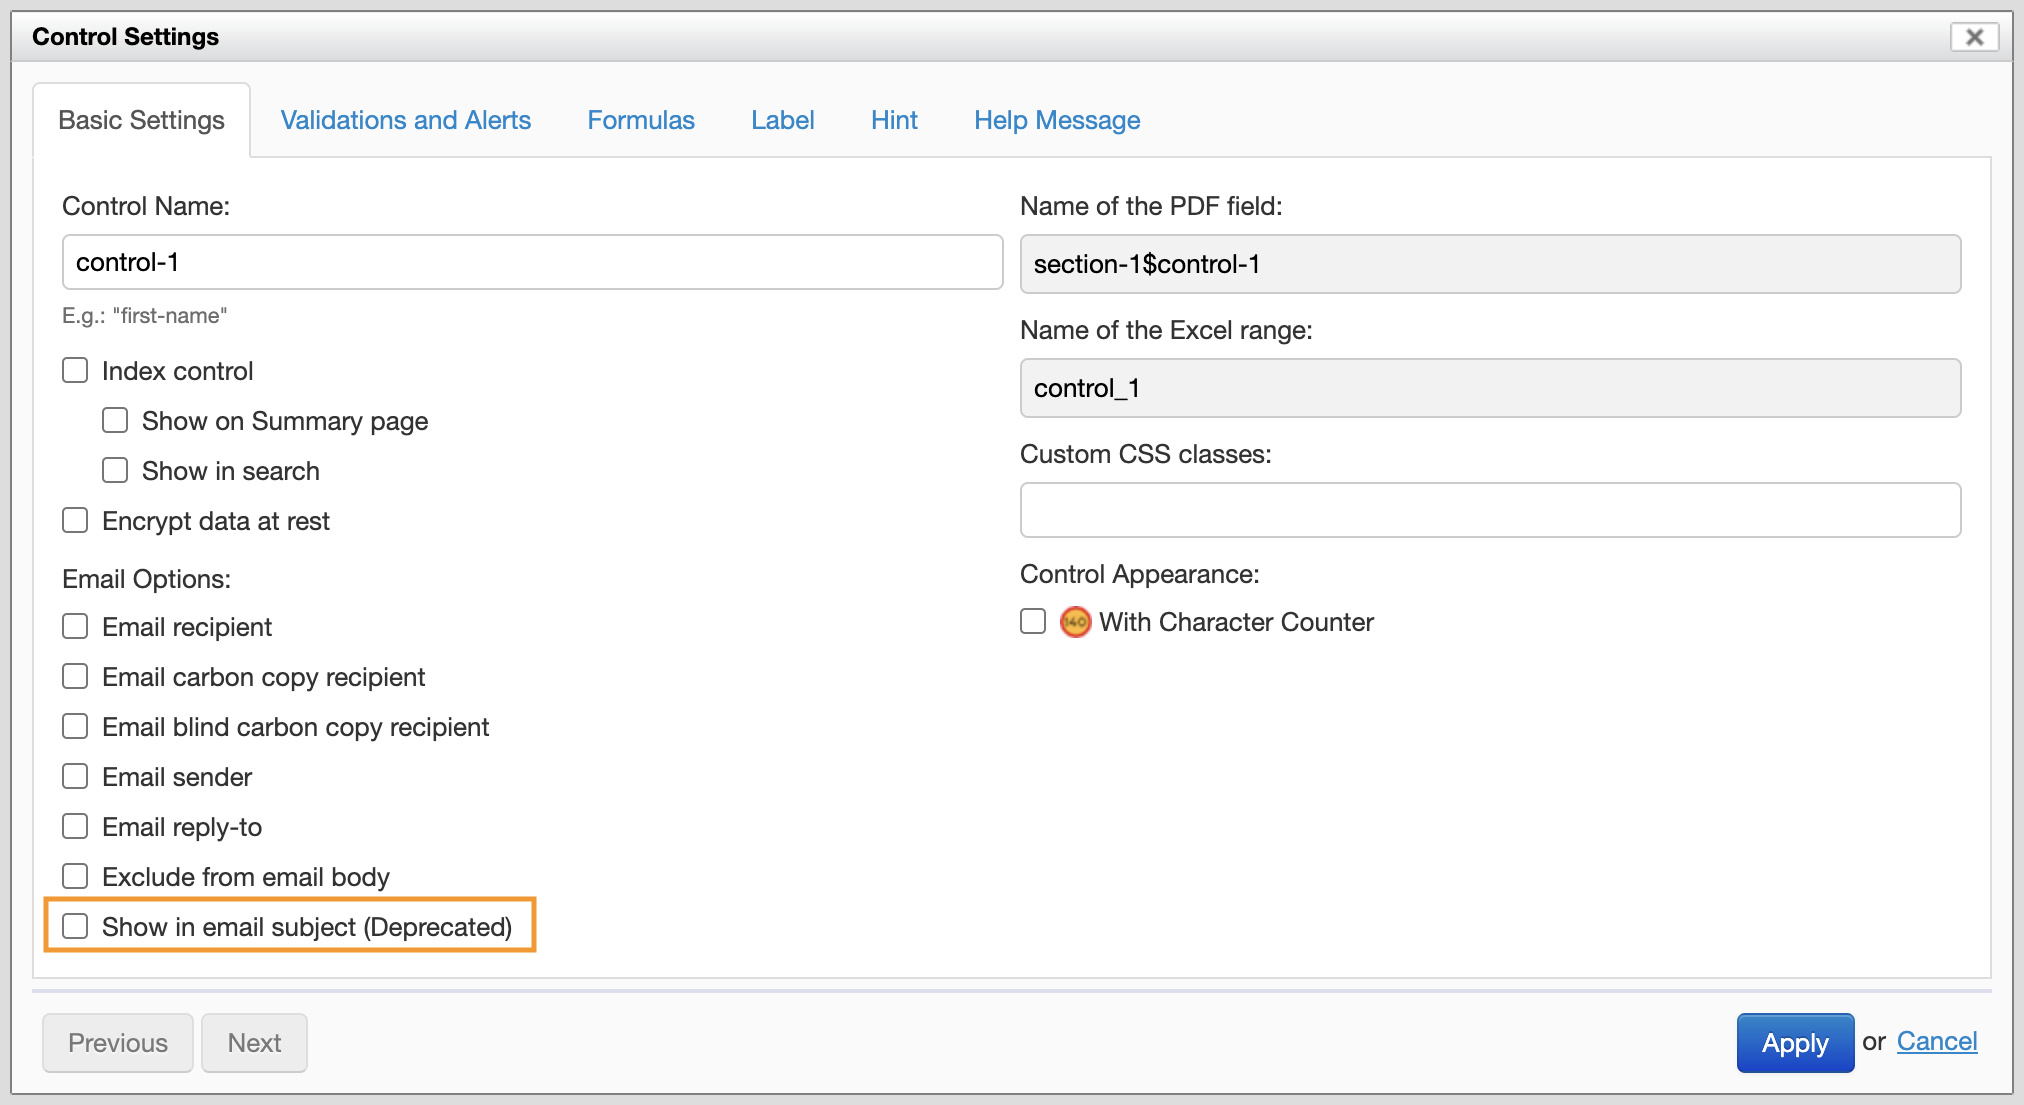 Control Settings
Basic Settings
Validations and Alerts
Formulas
Label
Hint
Help Message
Control Name:
control-1
E.g.: "first-name"
Index control
Show on Summary page
Show in search
Encrypt data at rest
Email Options:
Email recipient
Email carbon copy recipient
Email blind carbon copy recipient
Email sender
Email reply-to
Exclude from email body
Show in email subject (Deprecated)
Name of the PDF field:
section-1$control-1
Name of the Excel range:
control_1
Custom CSS classes:
Control Appearance:
140 With Character Counter
Previous
Next
Apply or Cancel